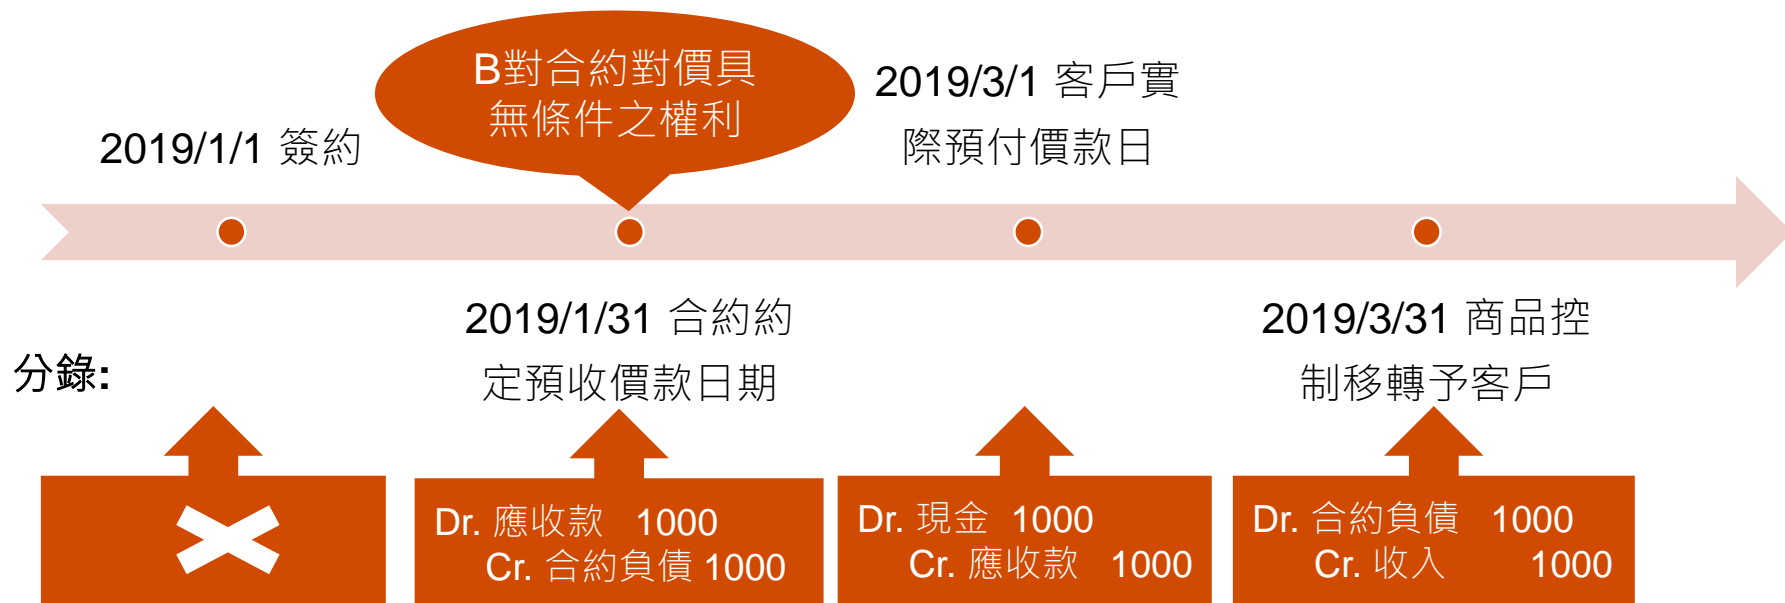 B對合約對價具
無條件之權利
2019/3/1 客戶實
際預付價款日
2019/1/1 簽約
2019/1/31 合約約
定預收價款日期
2019/3/31 商品控
制移轉予客戶
分錄:
Dr. 應收款 1000
Cr. 合約負債 1000
Dr. 現金 1000
Cr. 應收款 1000
Dr. 合約負債 1000
Cr. 收入 1000